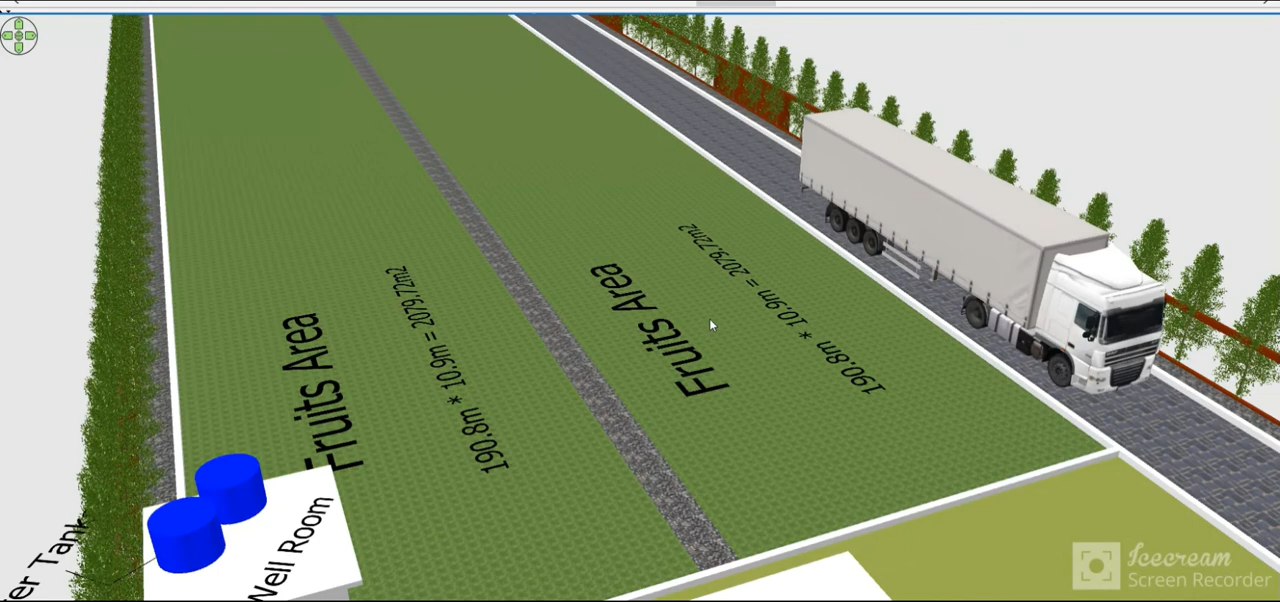 Fruits Area
190.8m * 10.9m = 2079.72m2
Fruits Area
190.8m * 10.9m = 2079.72m2
Well Room
Tank
Icecream
Screen Recorder